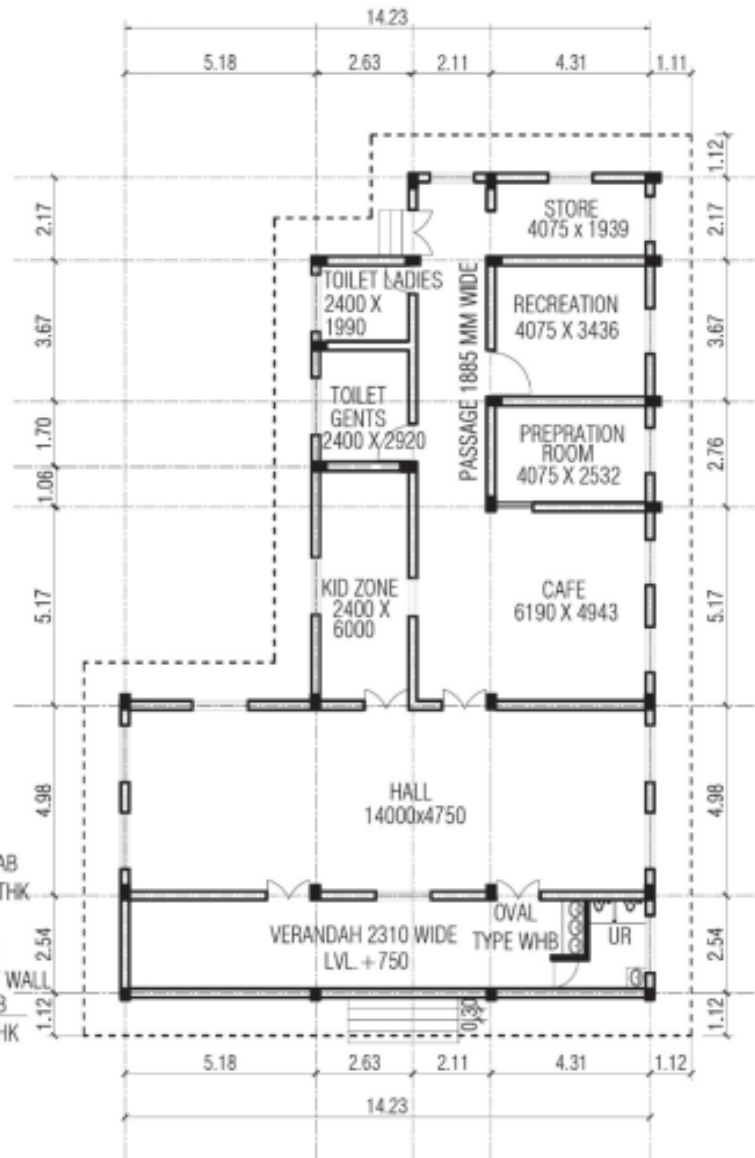 14.23
5.18 2.63 2.11 4.31 1.11
1.12
2.17
STORE
4075 x 1939
2.17
TOILET LADIES
2400 X
1990
PASSAGE 1885 MM WIDE
RECREATION
4075 X 3436
3.67
3.67
TOILET
GENTS
2400 X 2920
PREPRATION
ROOM
4075 X 2532
1.70
2.76
1.06
KID ZONE
2400 X
6000
CAFE
6190 X 4943
5.17
5.17
HALL
14000x4750
4.98
4.98
AB
THK
VERANDAH 2310 WIDE
LVL. +750
OVAL
TYPE WHB
UR
2.54
2.54
WALL
B
HK
1.12
0.30
1.12
5.18 2.63 2.11 4.31 1.12
14.23